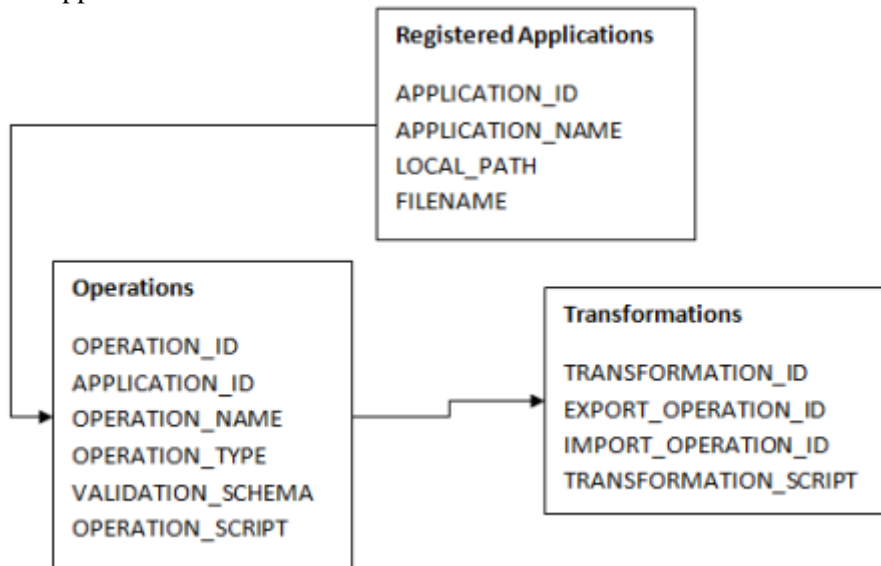 Registered Applications
APPLICATION_ID
APPLICATION_NAME
LOCAL_PATH
FILENAME
Operations
OPERATION_ID
APPLICATION_ID
OPERATION_NAME
OPERATION_TYPE
VALIDATION_SCHEMA
OPERATION_SCRIPT
Transformations
TRANSFORMATION_ID
EXPORT_OPERATION_ID
IMPORT_OPERATION_ID
TRANSFORMATION_SCRIPT